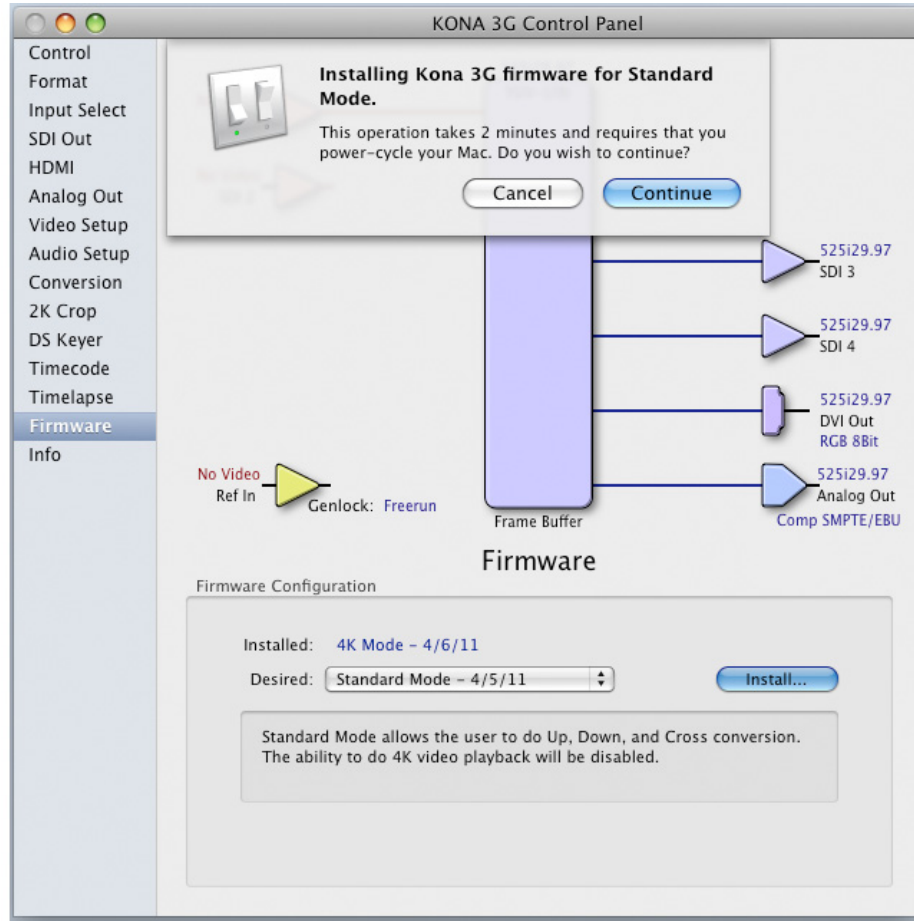 KONA 3G Control Panel
Control
Format
Input Select
SDI Out
HDMI
Analog Out
Video Setup
Audio Setup
Conversion
2K Crop
DS Keyer
Timecode
Timelapse
Firmware
Info
Installing Kona 3G firmware for Standard
Mode.
This operation takes 2 minutes and requires that you
power-cycle your Mac. Do you wish to continue?
Cancel
Continue
525i29.97
SDI 3
525i29.97
SDI 4
525i29.97
DVI Out
RGB 8Bit
525i29.97
Analog Out
Comp SMPTE/EBU
No Video
Ref In
Genlock: Freerun
Frame Buffer
Firmware
Firmware Configuration
Installed: 4K Mode – 4/6/11
Desired: Standard Mode – 4/5/11
Install...
Standard Mode allows the user to do Up, Down, and Cross conversion.
The ability to do 4K video playback will be disabled.